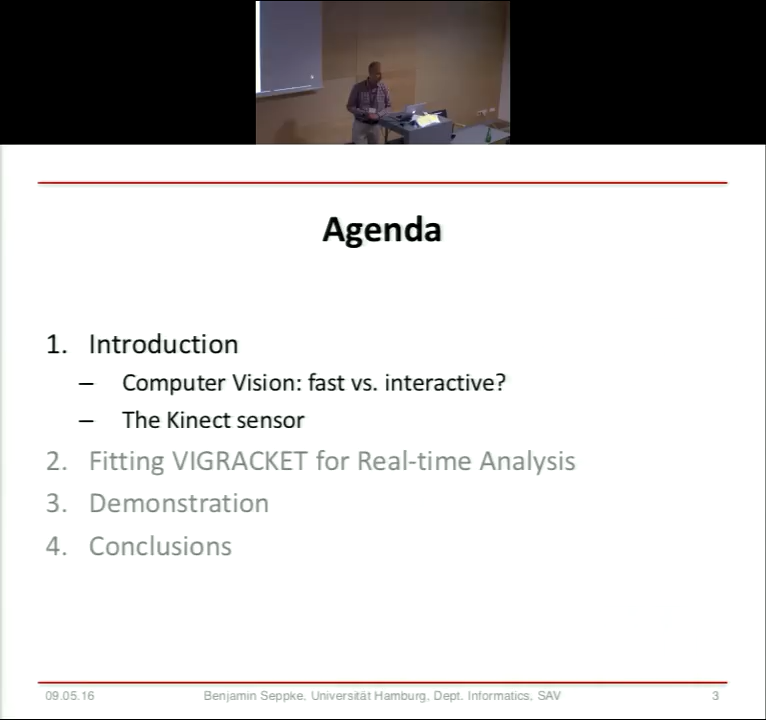 Agenda
1. Introduction
– Computer Vision: fast vs. interactive?
– The Kinect sensor
2. Fitting VIGRACKET for Real-time Analysis
3. Demonstration
4. Conclusions
09.05.16 Benjamin Seppke, Universität Hamburg, Dept. Informatics, SAV 3